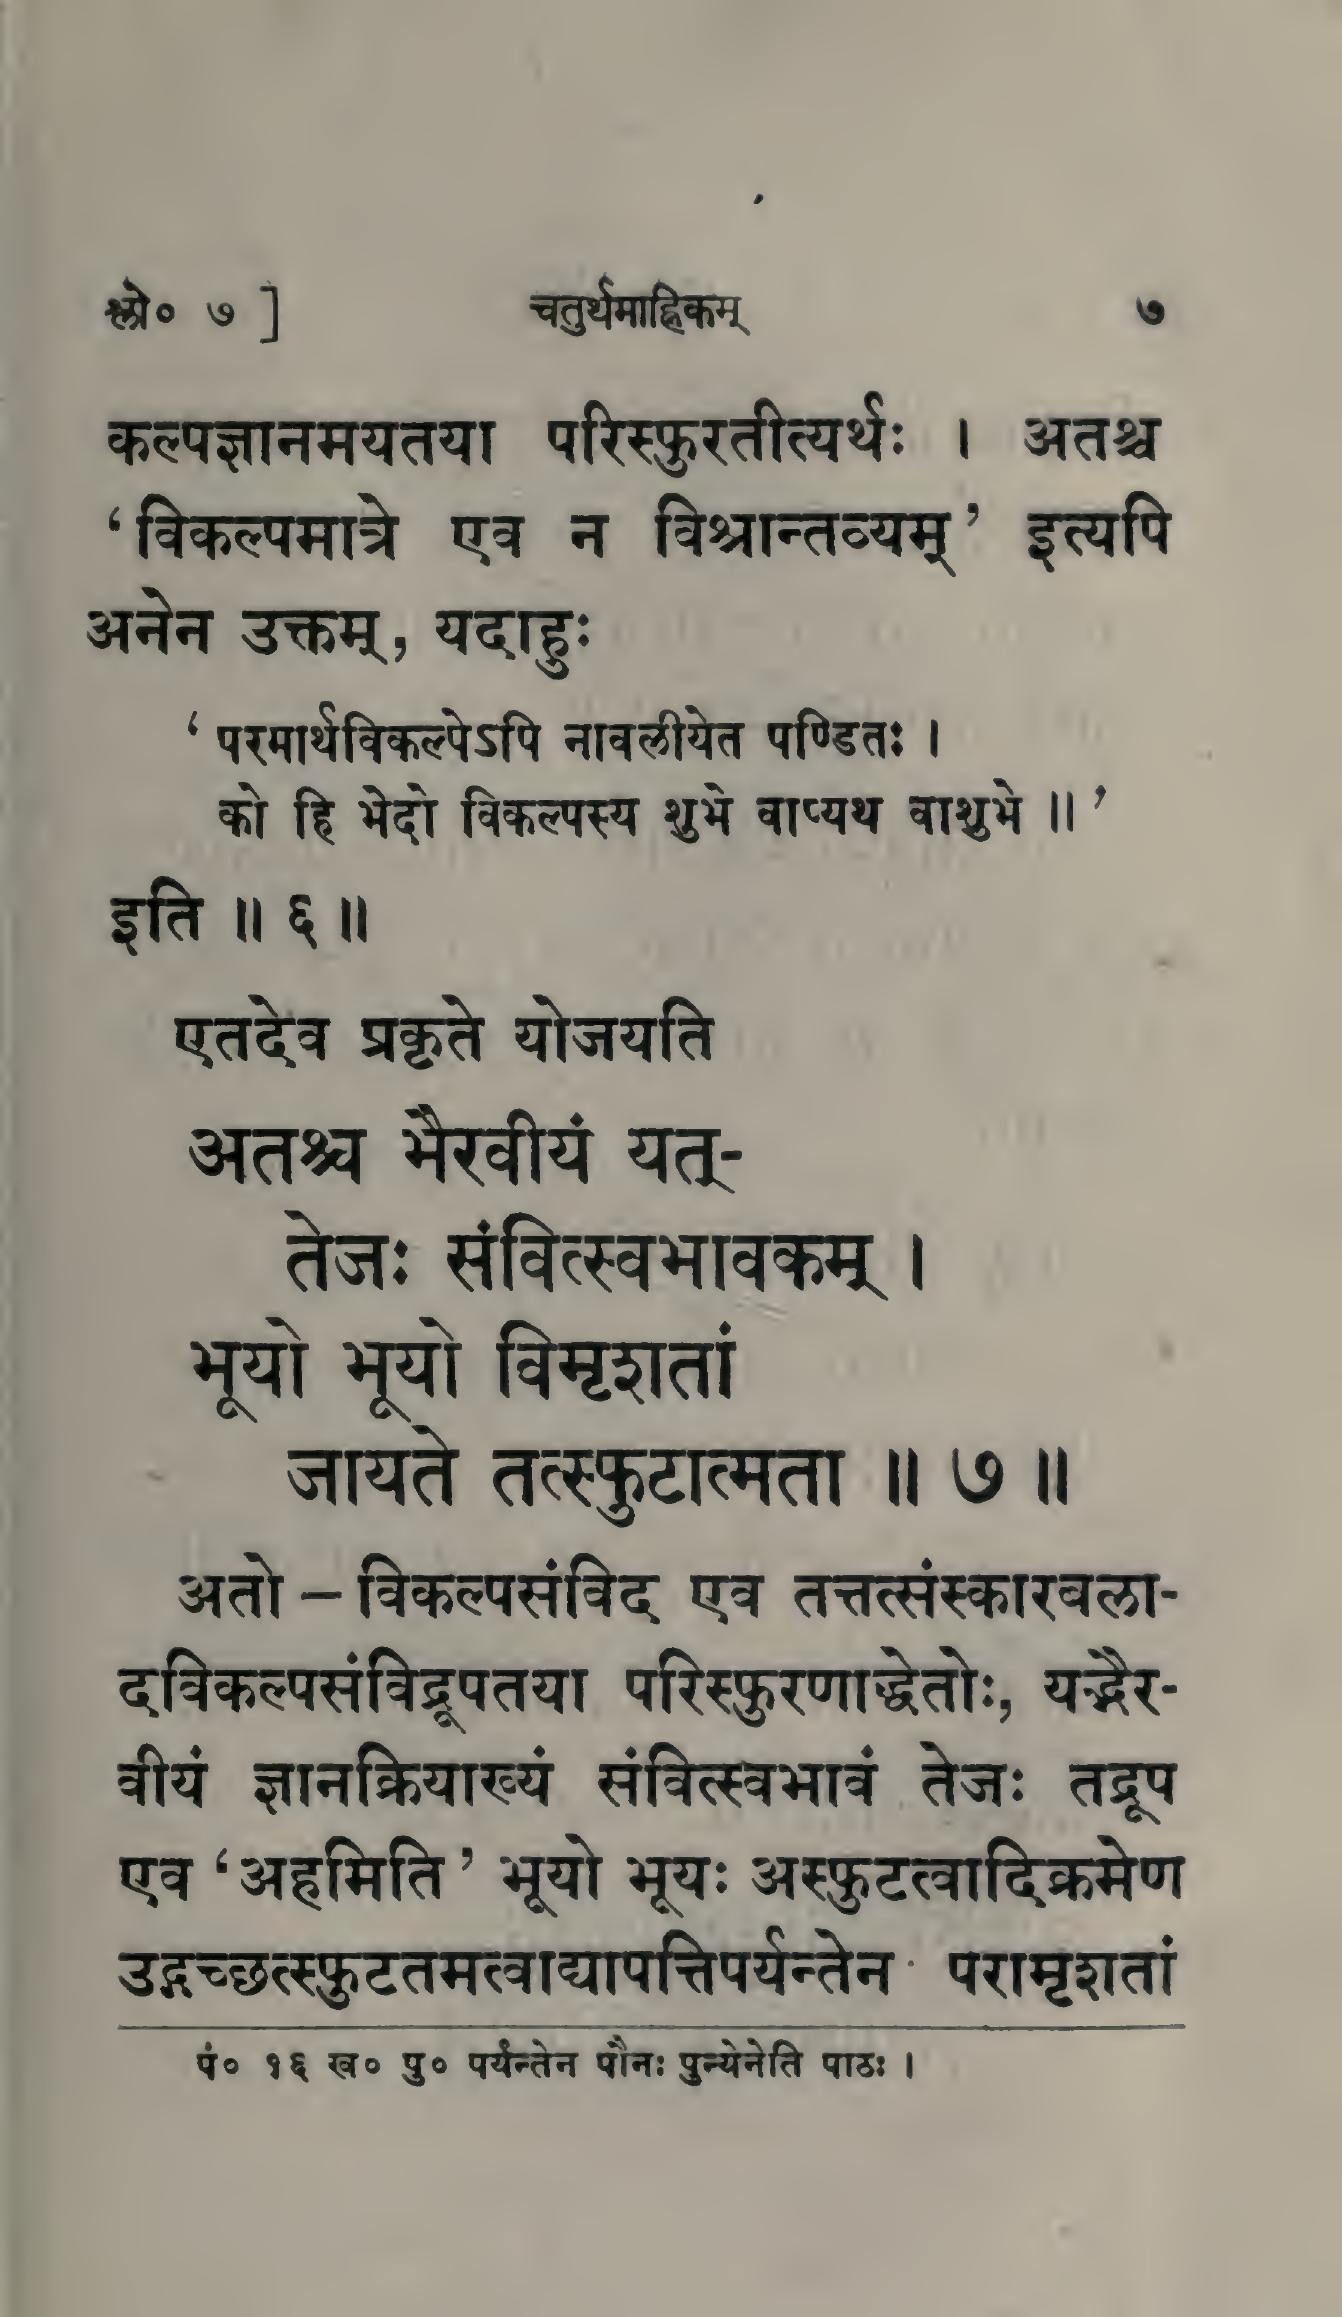 श्लो० ७ ] चतुर्थमाह्निकम् ७
कल्पज्ञानमयतया परिस्फुरतीत्यर्थः । अतश्च
‘विकल्पमात्रे एव न विश्रान्तव्यम्’ इत्यपि
अनेन उक्तम्, यदाहुः
‘परमार्थविकल्पेऽपि नावलीयेत पण्डितः ।
को हि भेदो विकल्पस्य शुभे वाप्यथ वाशुभे ॥’
इति ॥ ६ ॥
एतदेव प्रकृते योजयति
अतश्च भैरवीयं यत्-
तेजः संवित्स्वभावकम् ।
भूयो भूयो विमृशतां
जायते तत्स्फुटात्मता ॥ ७ ॥
अतो – विकल्पसंविद एव तत्तत्संस्कारबला-
दविकल्पसंविद्रूपतया परिस्फुरणाद्धेतोः, यद्भैर-
वीयं ज्ञानक्रियाख्यं संवित्स्वभावं तेजः तद्रूप
एव ‘अहमिति’ भूयो भूयः अस्फुटत्वादिक्रमेण
उद्गच्छत्स्फुटतमत्वाद्यापत्तिपर्यन्तेन परामृशतां
पं० १६ ख० पु० पर्यन्तेन पौनः पुन्येनेति पाठः ।